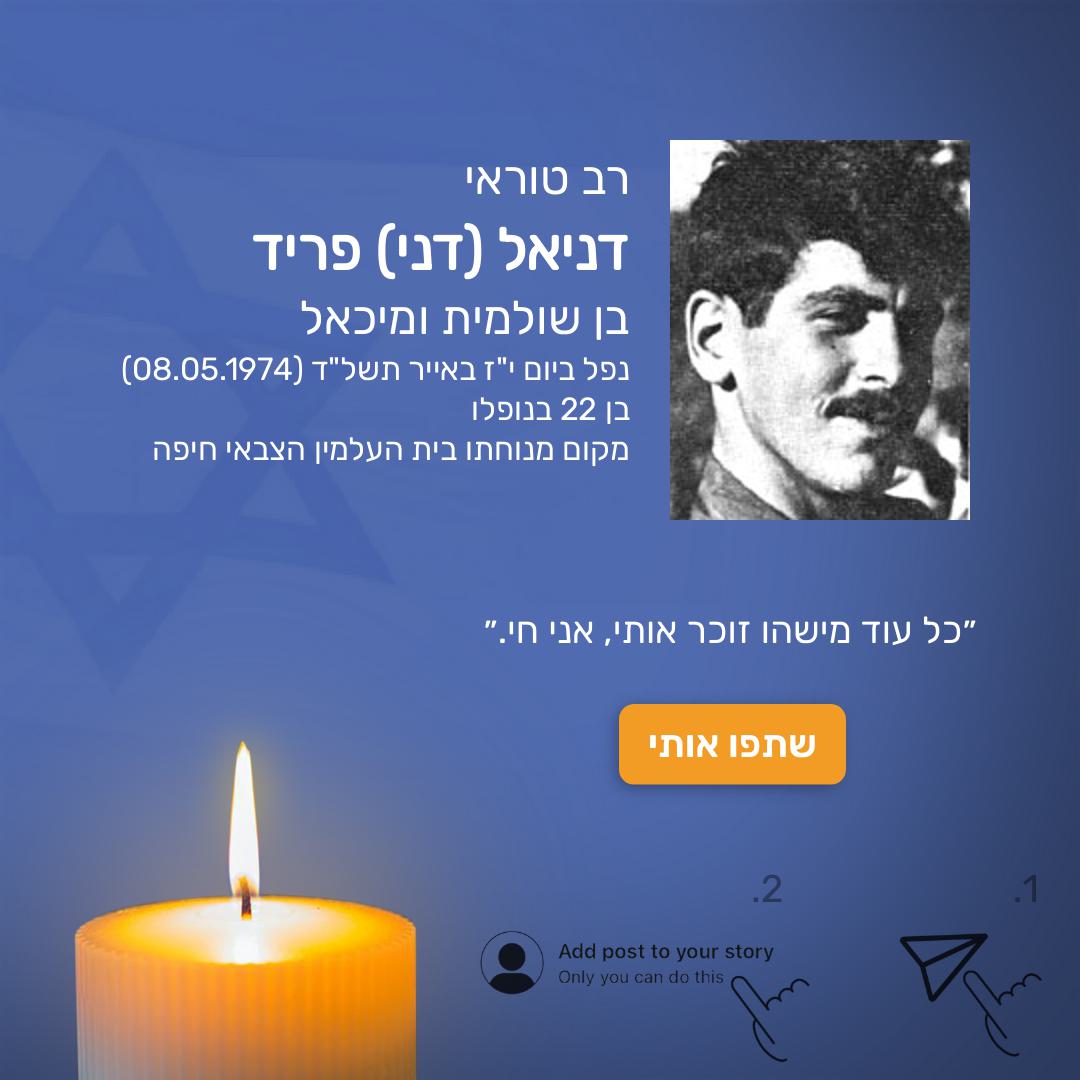 רב טוראי
דניאל (דני) פריד
בן שולמית ומיכאל
נפל ביום י"ז באייר תשל"ד (08.05.1974)
בן 22 בנופלו
מקום מנוחתו בית העלמין הצבאי חיפה
״כל עוד מישהו זוכר אותי, אני חי.״
שתפו אותי
.1
.2
Add post to your story
Only you can do this